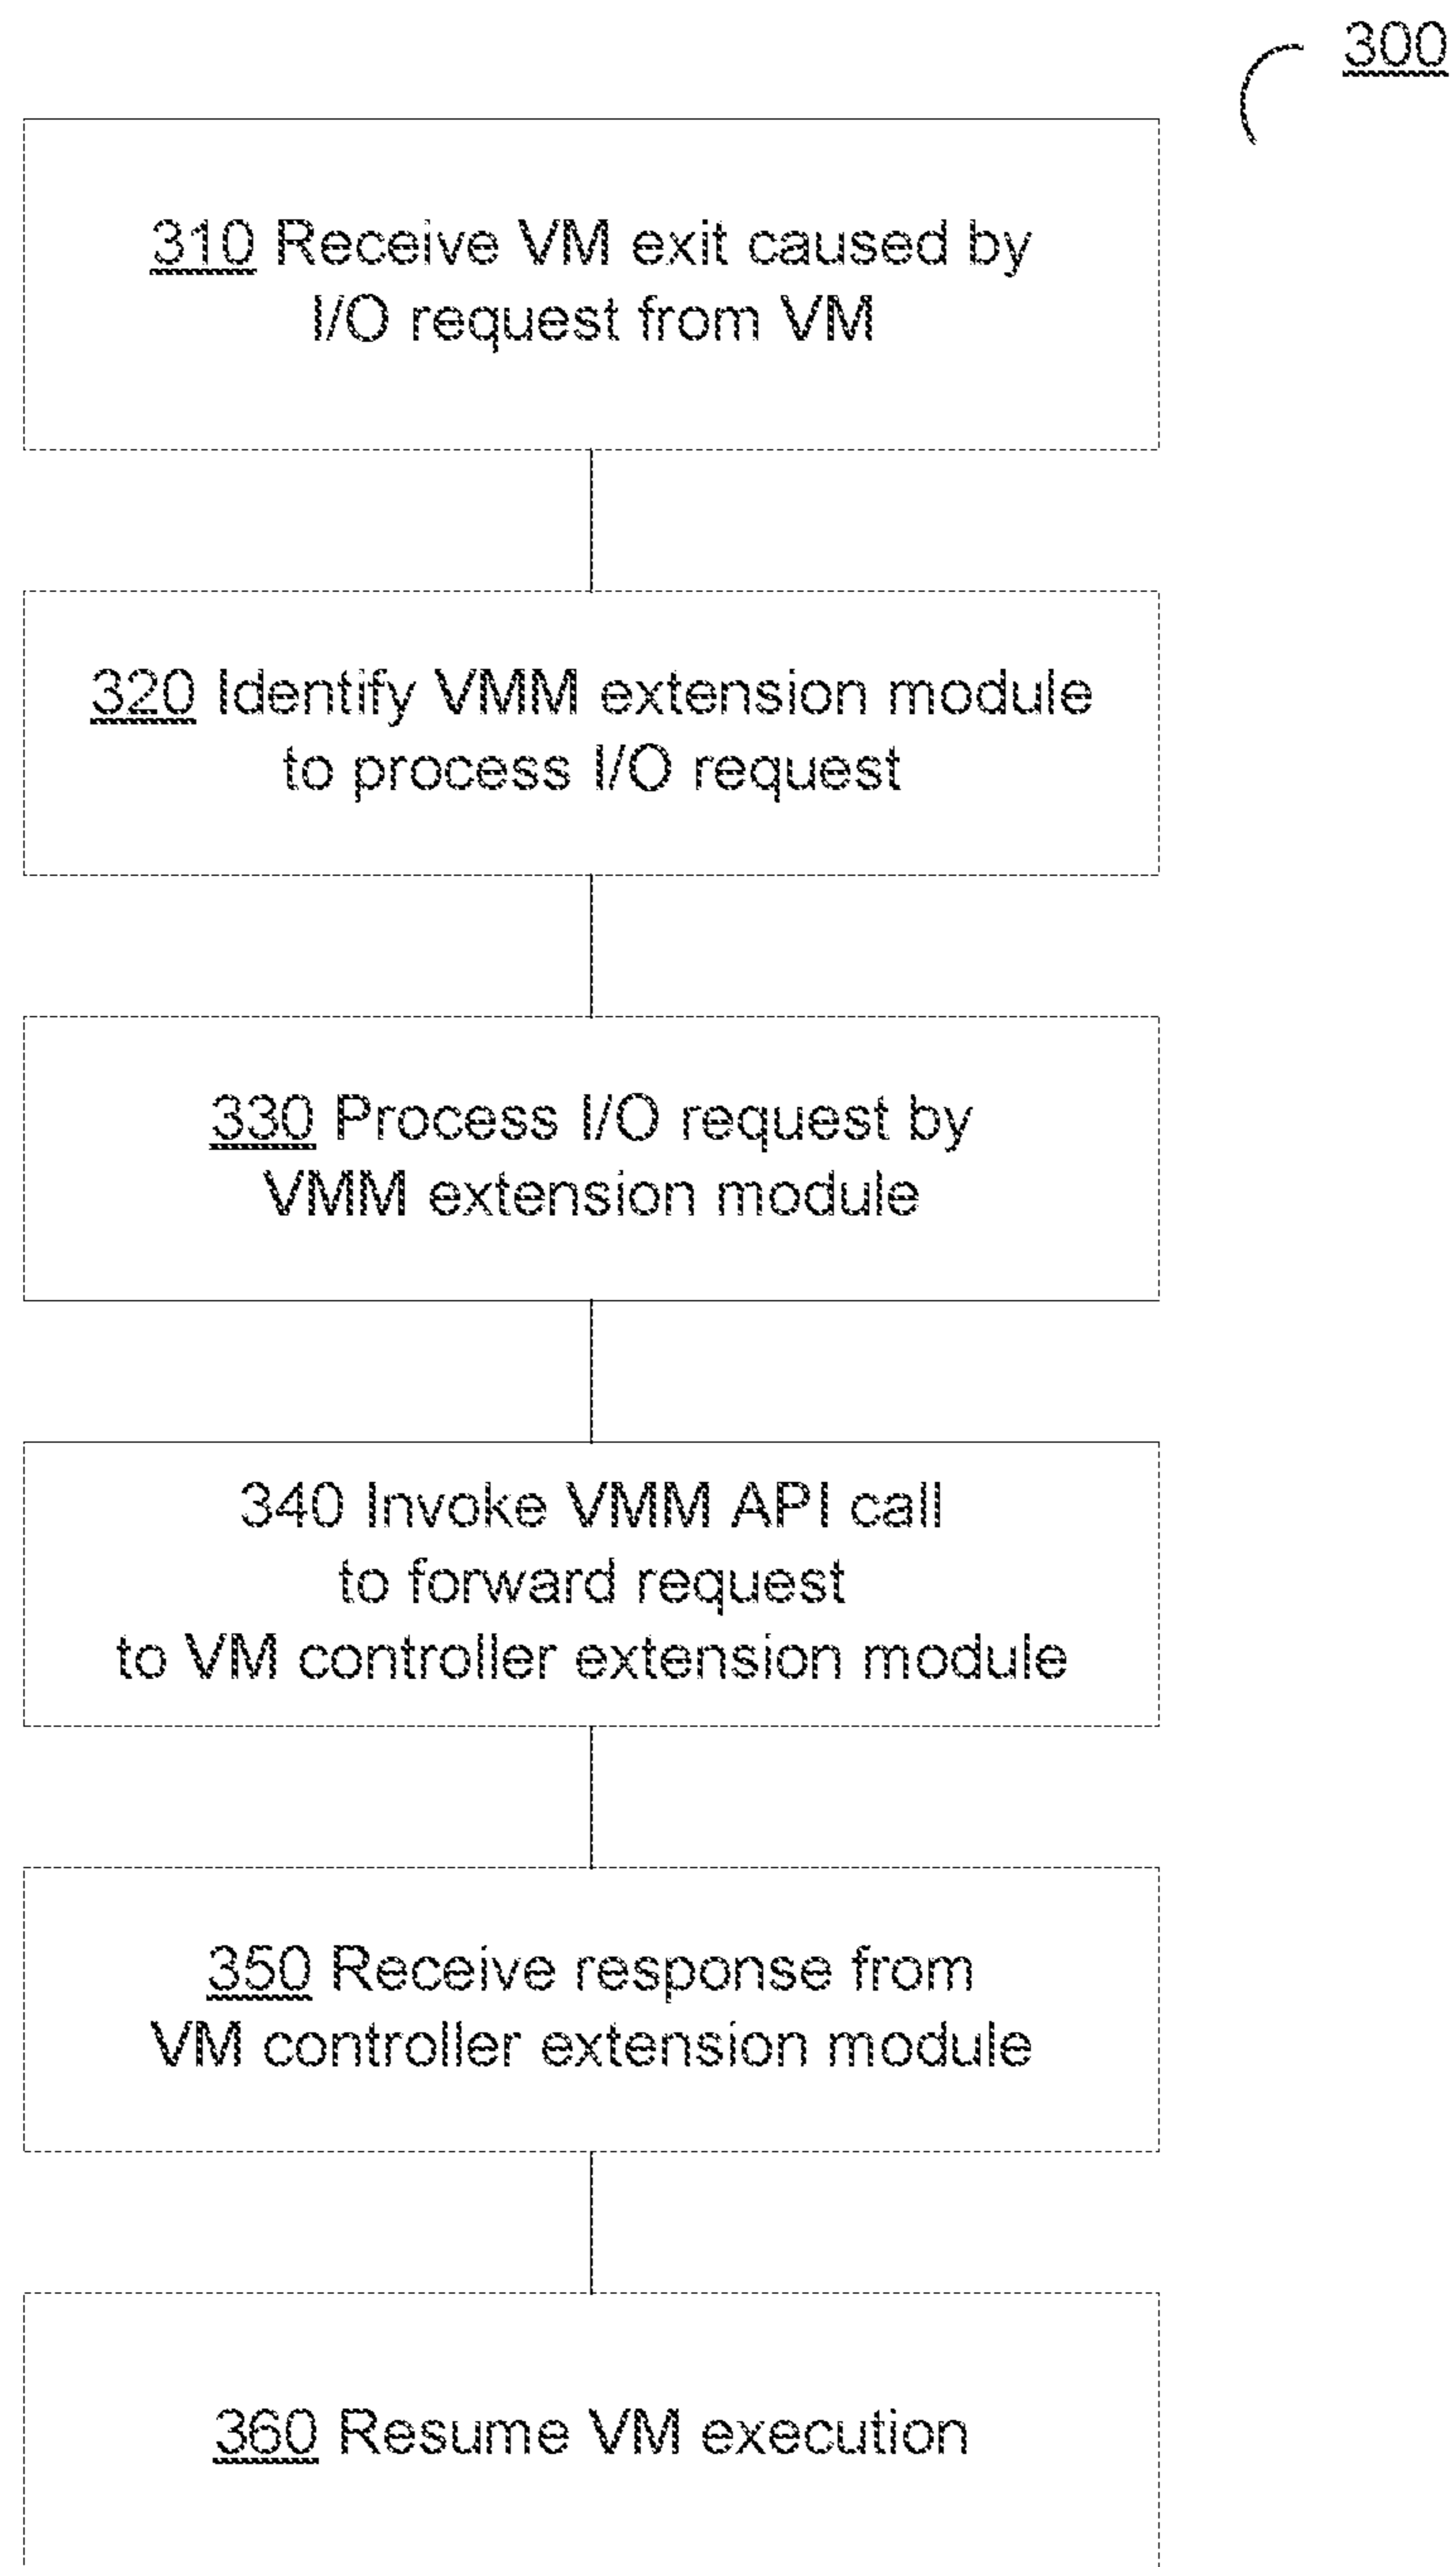 300
310 Receive VM exit caused by
I/O request from VM
320 Identify VMM extension module
to process I/O request
330 Process I/O request by
VMM extension module
340 Invoke VMM API call
to forward request
to VM controller extension module
350 Receive response from
VM controller extension module
360 Resume VM execution